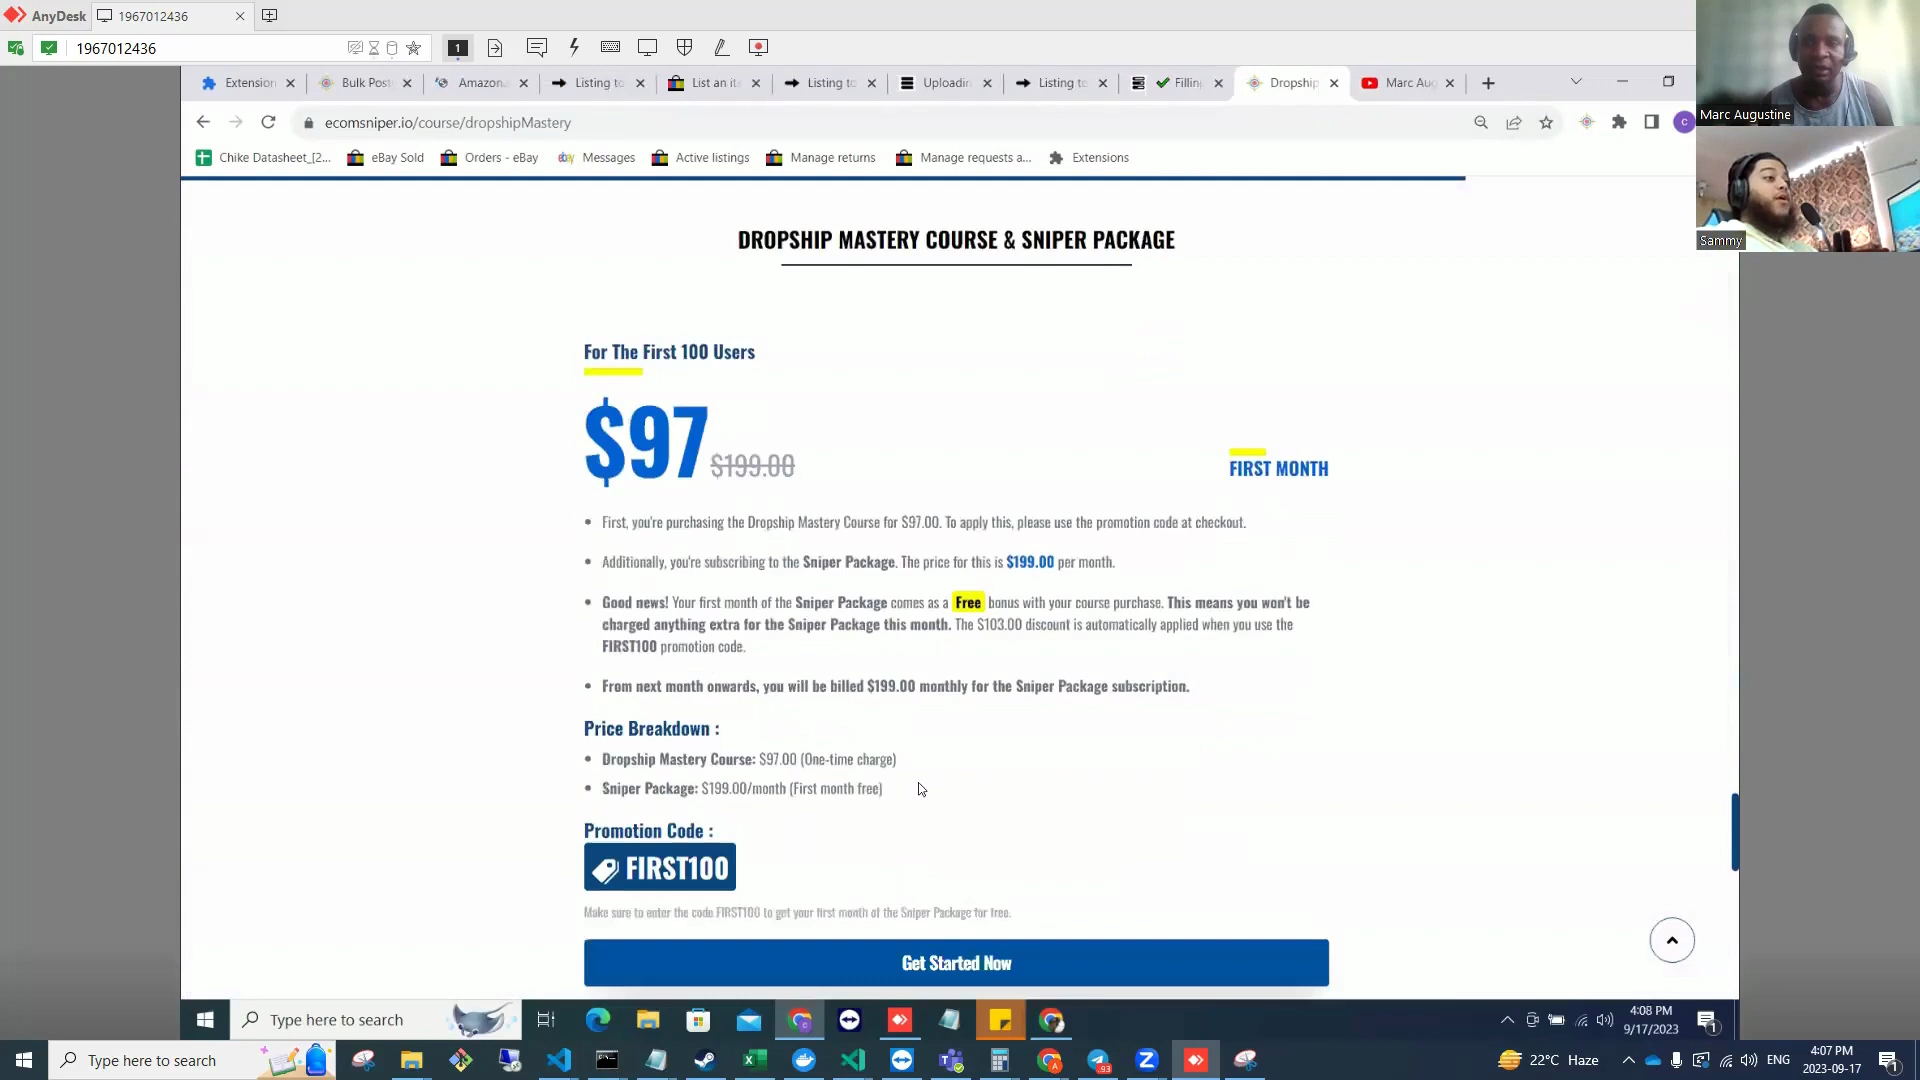 AnyDesk
1967012436
1967012436
1
Extension
Bulk Post
Amazon
Listing to
List an it
Listing to
Uploadin
Listing te
Filling
Dropship
Marc Aug
ecomsniper.io/course/dropshipMastery
C
Chike Datasheet_[2...
eBay Sold
Orders - eBay
ebay
Messages
Active listings
Manage returns
Manage requests a...
Extensions
Marc Augustine
Sammy
DROPSHIP MASTERY COURSE & SNIPER PACKAGE
For The First 100 Users
$97 $199.00
FIRST MONTH
First, you're purchasing the Dropship Mastery Course for $97.00. To apply this, please use the promotion code at checkout.
Additionally, you're subscribing to the Sniper Package. The price for this is $199.00 per month.
Good news! Your first month of the Sniper Package comes as a Free bonus with your course purchase. This means you won't be
charged anything extra for the Sniper Package this month. The $103.00 discount is automatically applied when you use the
FIRST100 promotion code.
From next month onwards, you will be billed $199.00 monthly for the Sniper Package subscription.
Price Breakdown :
Dropship Mastery Course: $97.00 (One-time charge)
Sniper Package: $199.00/month (First month free)
Promotion Code :
FIRST100
Make sure to enter the code FIRST100 to get your first month of the Sniper Package for free.
Get Started Now
Type here to search
4:08 PM
9/17/2023
1
Type here to search
93
22°C Haze
ENG
4:07 PM
2023-09-17
1